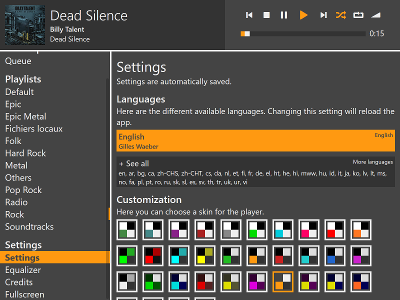 Dead Silence
Billy Talent
Dead Silence
0:15
Queue
Playlists
Default
Epic
Epic Metal
Fichiers locaux
Folk
Hard Rock
Metal
Others
Pop Rock
Radio
Rock
Soundtracks
Settings
Settings
Equalizer
Credits
Fullscreen
Settings
Settings are automatically saved.
Languages
Here are the different available languages. Changing this setting will reload the
app.
English
English
Gilles Waeber
+ See all
More languages
en, ar, bg, ca, zh-CHS, zh-CHT, cs, da, nl, et, fi, fr, de, el, ht, he, hi, mww, hu, id, it, ja, ko, lv, lt, ms,
no, fa, pl, pt, ro, ru, sk, sl, es, sv, th, tr, uk, ur, vi
Customization
Here you can choose a skin for the player.